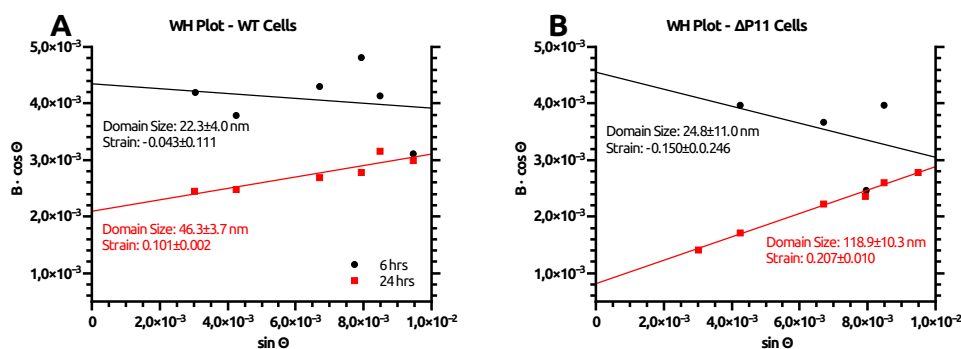 A
WH Plot - WT Cells
B · cos Θ
5,0×10⁻³
4,0×10⁻³
3,0×10⁻³
2,0×10⁻³
1,0×10⁻³
Domain Size: 22.3±4.0 nm
Strain: -0.043±0.111
Domain Size: 46.3±3.7 nm
Strain: 0.101±0.002
6 hrs
24 hrs
0 2,0×10⁻³ 4,0×10⁻³ 6,0×10⁻³ 8,0×10⁻³ 1,0×10⁻²
sin Θ
B
WH Plot - ΔP11 Cells
5,0×10⁻³
4,0×10⁻³
3,0×10⁻³
2,0×10⁻³
1,0×10⁻³
Domain Size: 24.8±11.0 nm
Strain: -0.150±0.0.246
Domain Size: 118.9±10.3 nm
Strain: 0.207±0.010
0 2,0×10⁻³ 4,0×10⁻³ 6,0×10⁻³ 8,0×10⁻³ 1,0×10⁻²
sin Θ